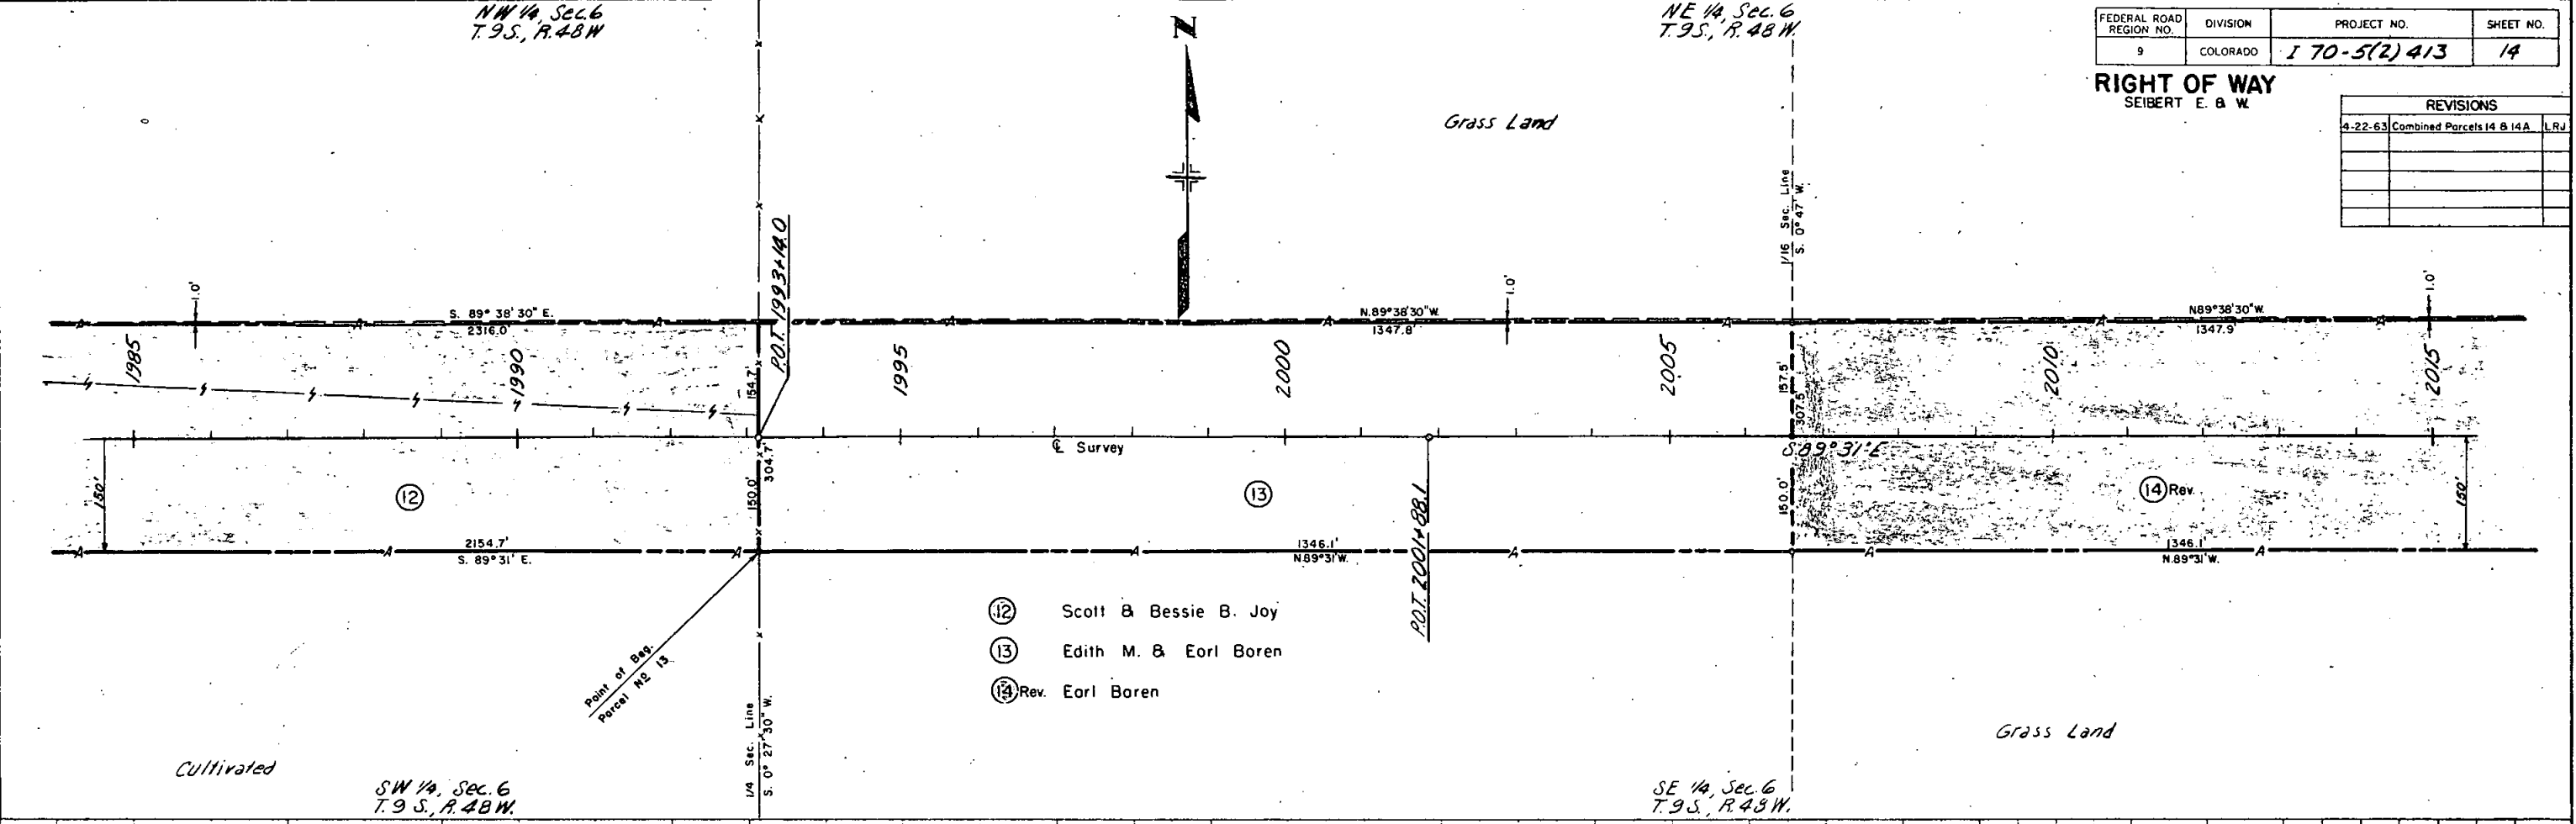 NW 1/4, Sec. 6
T. 9 S., R. 48 W
N
NE 1/4, Sec. 6
T. 9 S., R. 48 W.
FEDERAL ROAD REGION NO. DIVISION PROJECT NO. SHEET NO.
9 COLORADO I 70-5(2) 413 14
RIGHT OF WAY
SEIBERT E. & W.
REVISIONS
4-22-63 Combined Parcels 14 & 14A L.R.J.
Grass Land
1/16 Sec. Line
S. 0° 47' W.
P.O.T. 1993+14.0
1.0'
S. 89° 38' 30" E.
2316.0'
N.89°38'30"W.
1347.8'
1.0'
N89°38'30"W.
1347.9'
1.0'
1985
1990
154.7'
1995
2000
2005
157.5'
307.5'
2010
2015
℄ Survey
S.89°31'E
304.7'
150'
12
150.0'
13
150.0'
14 Rev.
150'
2154.7'
S. 89°31' E.
1346.1'
N.89°31'W.
P.O.T. 2001+88.1
1346.1'
N.89°31'W.
12 Scott & Bessie B. Joy
13 Edith M. & Earl Boren
14 Rev. Earl Boren
Point of Beg.
Parcel No 13
1/4 Sec. Line
S. 0° 27' 30" W.
Grass Land
Cultivated
SW 1/4, Sec. 6
T. 9 S., R. 48 W.
SE 1/4, Sec. 6
T. 9 S., R. 48 W.